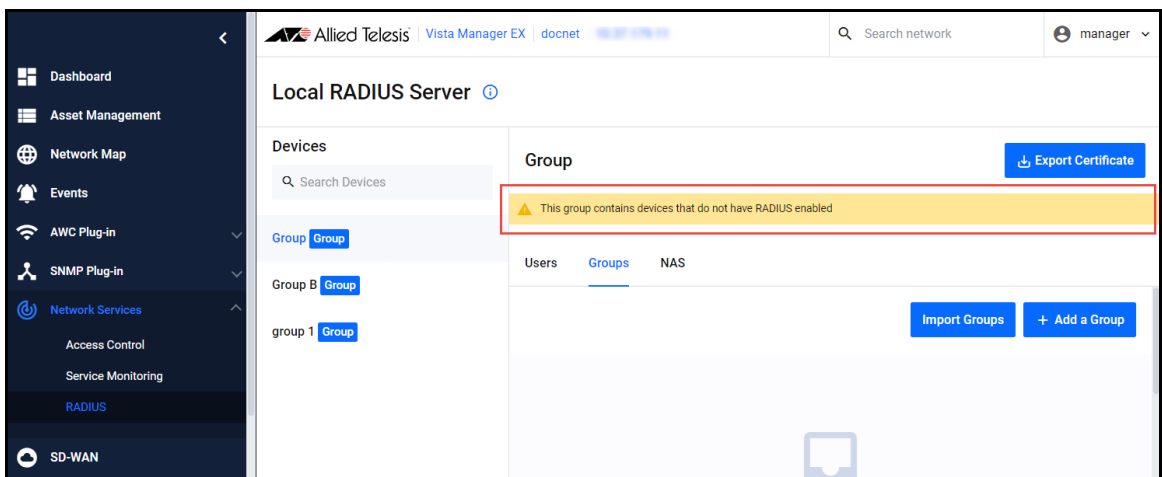 Allied Telesis Vista Manager EX docnet
Search network
manager
Dashboard
Asset Management
Network Map
Events
AWC Plug-in
SNMP Plug-in
Network Services
Access Control
Service Monitoring
RADIUS
SD-WAN
Local RADIUS Server
Devices
Search Devices
Group Group
Group B Group
group 1 Group
Group
Export Certificate
This group contains devices that do not have RADIUS enabled
Users Groups NAS
Import Groups + Add a Group